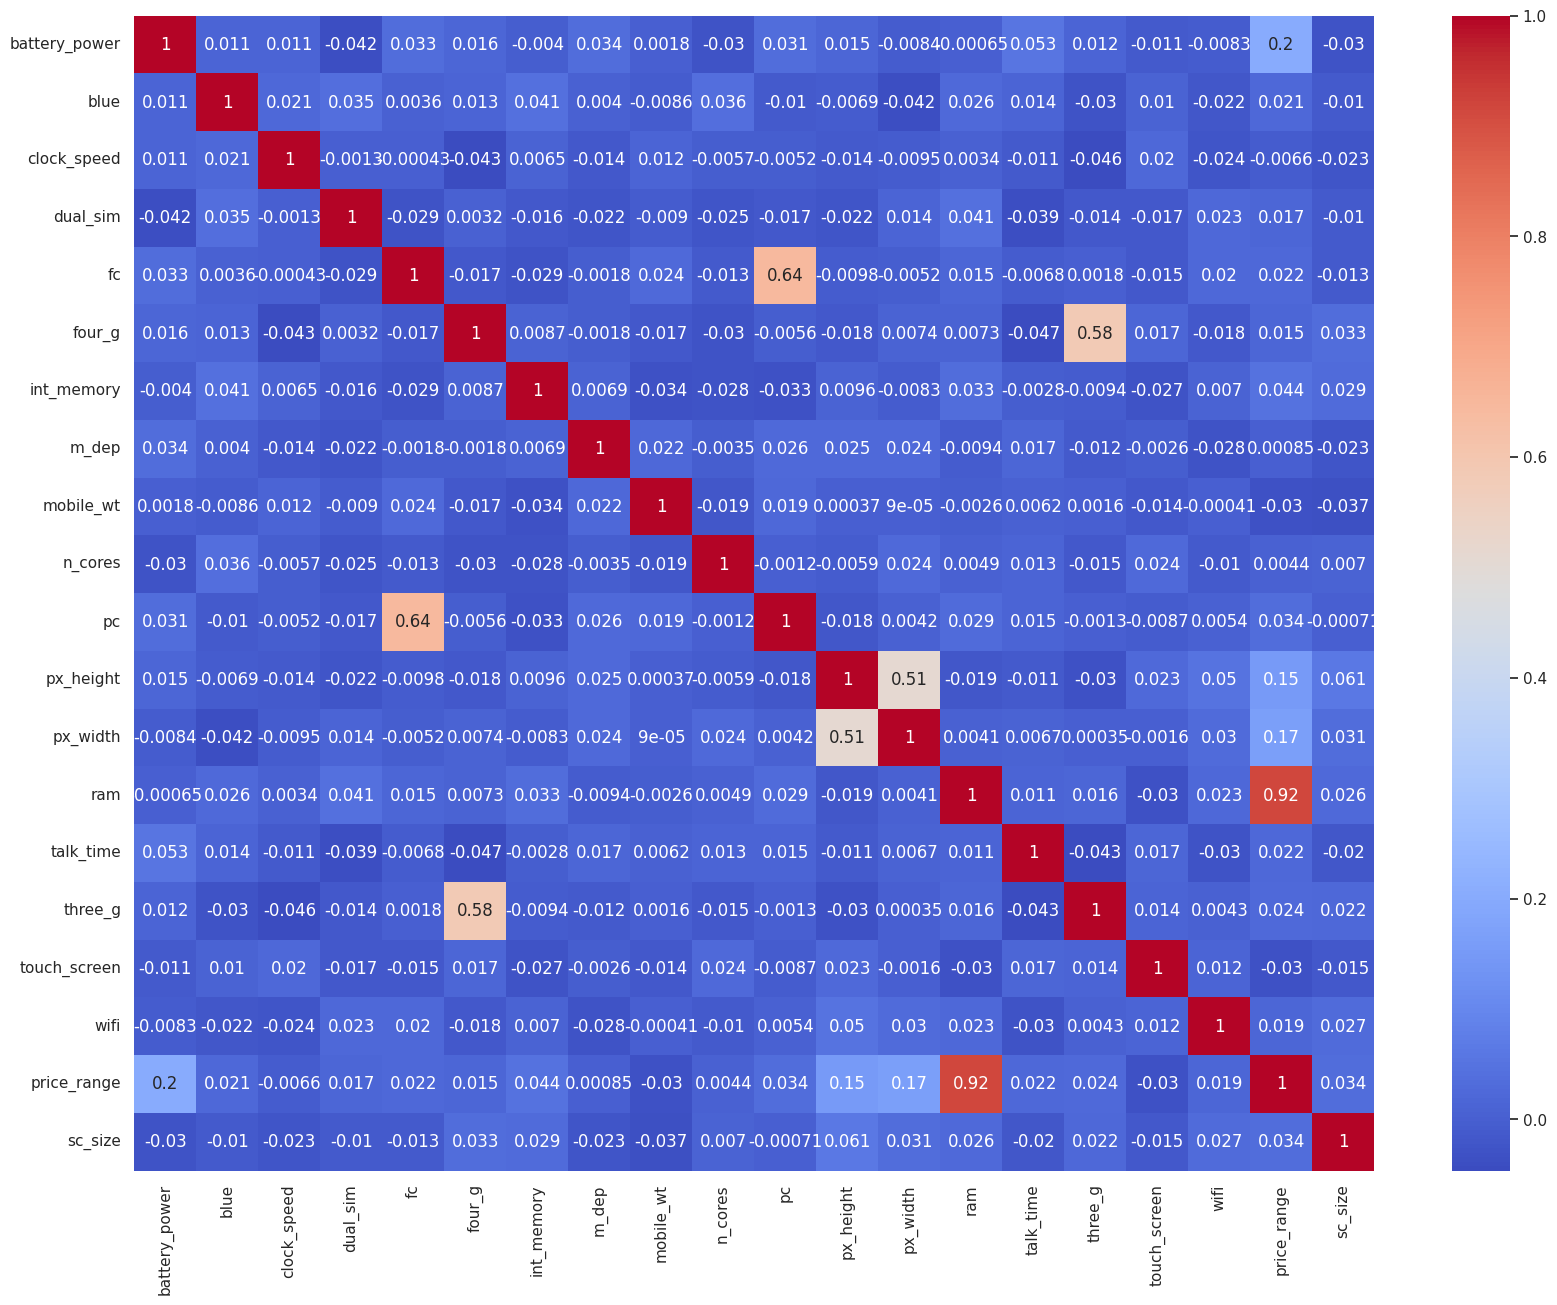 battery_power 1 0.011 0.011 -0.042 0.033 0.016 -0.004 0.034 0.0018 -0.03 0.031 0.015 -0.0084 -0.00065 0.053 0.012 -0.011 -0.0083 0.2 -0.03
blue 0.011 1 0.021 0.035 0.0036 0.013 0.041 0.004 -0.0086 0.036 -0.01 -0.0069 -0.042 0.026 0.014 -0.03 0.01 -0.022 0.021 -0.01
clock_speed 0.011 0.021 1 -0.0013 -0.00043 -0.043 0.0065 -0.014 0.012 -0.0057 -0.0052 -0.014 -0.0095 0.0034 -0.011 -0.046 0.02 -0.024 -0.0066 -0.023
dual_sim -0.042 0.035 -0.0013 1 -0.029 0.0032 -0.016 -0.022 -0.009 -0.025 -0.017 -0.022 0.014 0.041 -0.039 -0.014 -0.017 0.023 0.017 -0.01
fc 0.033 0.0036 -0.00043 -0.029 1 -0.017 -0.029 -0.0018 0.024 -0.013 0.64 -0.0098 -0.0052 0.015 -0.0068 0.0018 -0.015 0.02 0.022 -0.013
four_g 0.016 0.013 -0.043 0.0032 -0.017 1 0.0087 -0.0018 -0.017 -0.03 -0.0056 -0.018 0.0074 0.0073 -0.047 0.58 0.017 -0.018 0.015 0.033
int_memory -0.004 0.041 0.0065 -0.016 -0.029 0.0087 1 0.0069 -0.034 -0.028 -0.033 0.0096 -0.0083 0.033 -0.0028 -0.0094 -0.027 0.007 0.044 0.029
m_dep 0.034 0.004 -0.014 -0.022 -0.0018 -0.0018 0.0069 1 0.022 -0.0035 0.026 0.025 0.024 -0.0094 0.017 -0.012 -0.0026 -0.028 0.00085 -0.023
mobile_wt 0.0018 -0.0086 0.012 -0.009 0.024 -0.017 -0.034 0.022 1 -0.019 0.019 0.00037 9e-05 -0.0026 0.0062 0.0016 -0.014 -0.00041 -0.03 -0.037
n_cores -0.03 0.036 -0.0057 -0.025 -0.013 -0.03 -0.028 -0.0035 -0.019 1 -0.0012 -0.0059 0.024 0.0049 0.013 -0.015 0.024 -0.01 0.0044 0.007
pc 0.031 -0.01 -0.0052 -0.017 0.64 -0.0056 -0.033 0.026 0.019 -0.0012 1 -0.018 0.0042 0.029 0.015 -0.0013 -0.0087 0.0054 0.034 -0.00071
px_height 0.015 -0.0069 -0.014 -0.022 -0.0098 -0.018 0.0096 0.025 0.00037 -0.0059 -0.018 1 0.51 -0.019 -0.011 -0.03 0.023 0.05 0.15 0.061
px_width -0.0084 -0.042 -0.0095 0.014 -0.0052 0.0074 -0.0083 0.024 9e-05 0.024 0.0042 0.51 1 0.0041 0.0067 0.00035 -0.0016 0.03 0.17 0.031
ram -0.00065 0.026 0.0034 0.041 0.015 0.0073 0.033 -0.0094 -0.0026 0.0049 0.029 -0.019 0.0041 1 0.011 0.016 -0.03 0.023 0.92 0.026
talk_time 0.053 0.014 -0.011 -0.039 -0.0068 -0.047 -0.0028 0.017 0.0062 0.013 0.015 -0.011 0.0067 0.011 1 -0.043 0.017 -0.03 0.022 -0.02
three_g 0.012 -0.03 -0.046 -0.014 0.0018 0.58 -0.0094 -0.012 0.0016 -0.015 -0.0013 -0.03 0.00035 0.016 -0.043 1 0.014 0.0043 0.024 0.022
touch_screen -0.011 0.01 0.02 -0.017 -0.015 0.017 -0.027 -0.0026 -0.014 0.024 -0.0087 0.023 -0.0016 -0.03 0.017 0.014 1 0.012 -0.03 -0.015
wifi -0.0083 -0.022 -0.024 0.023 0.02 -0.018 0.007 -0.028 -0.00041 -0.01 0.0054 0.05 0.03 0.023 -0.03 0.0043 0.012 1 0.019 0.027
price_range 0.2 0.021 -0.0066 0.017 0.022 0.015 0.044 0.00085 -0.03 0.0044 0.034 0.15 0.17 0.92 0.022 0.024 -0.03 0.019 1 0.034
sc_size -0.03 -0.01 -0.023 -0.01 -0.013 0.033 0.029 -0.023 -0.037 0.007 -0.00071 0.061 0.031 0.026 -0.02 0.022 -0.015 0.027 0.034 1
battery_power blue clock_speed dual_sim fc four_g int_memory m_dep mobile_wt n_cores pc px_height px_width ram talk_time three_g touch_screen wifi price_range sc_size
1.0
0.8
0.6
0.4
0.2
0.0